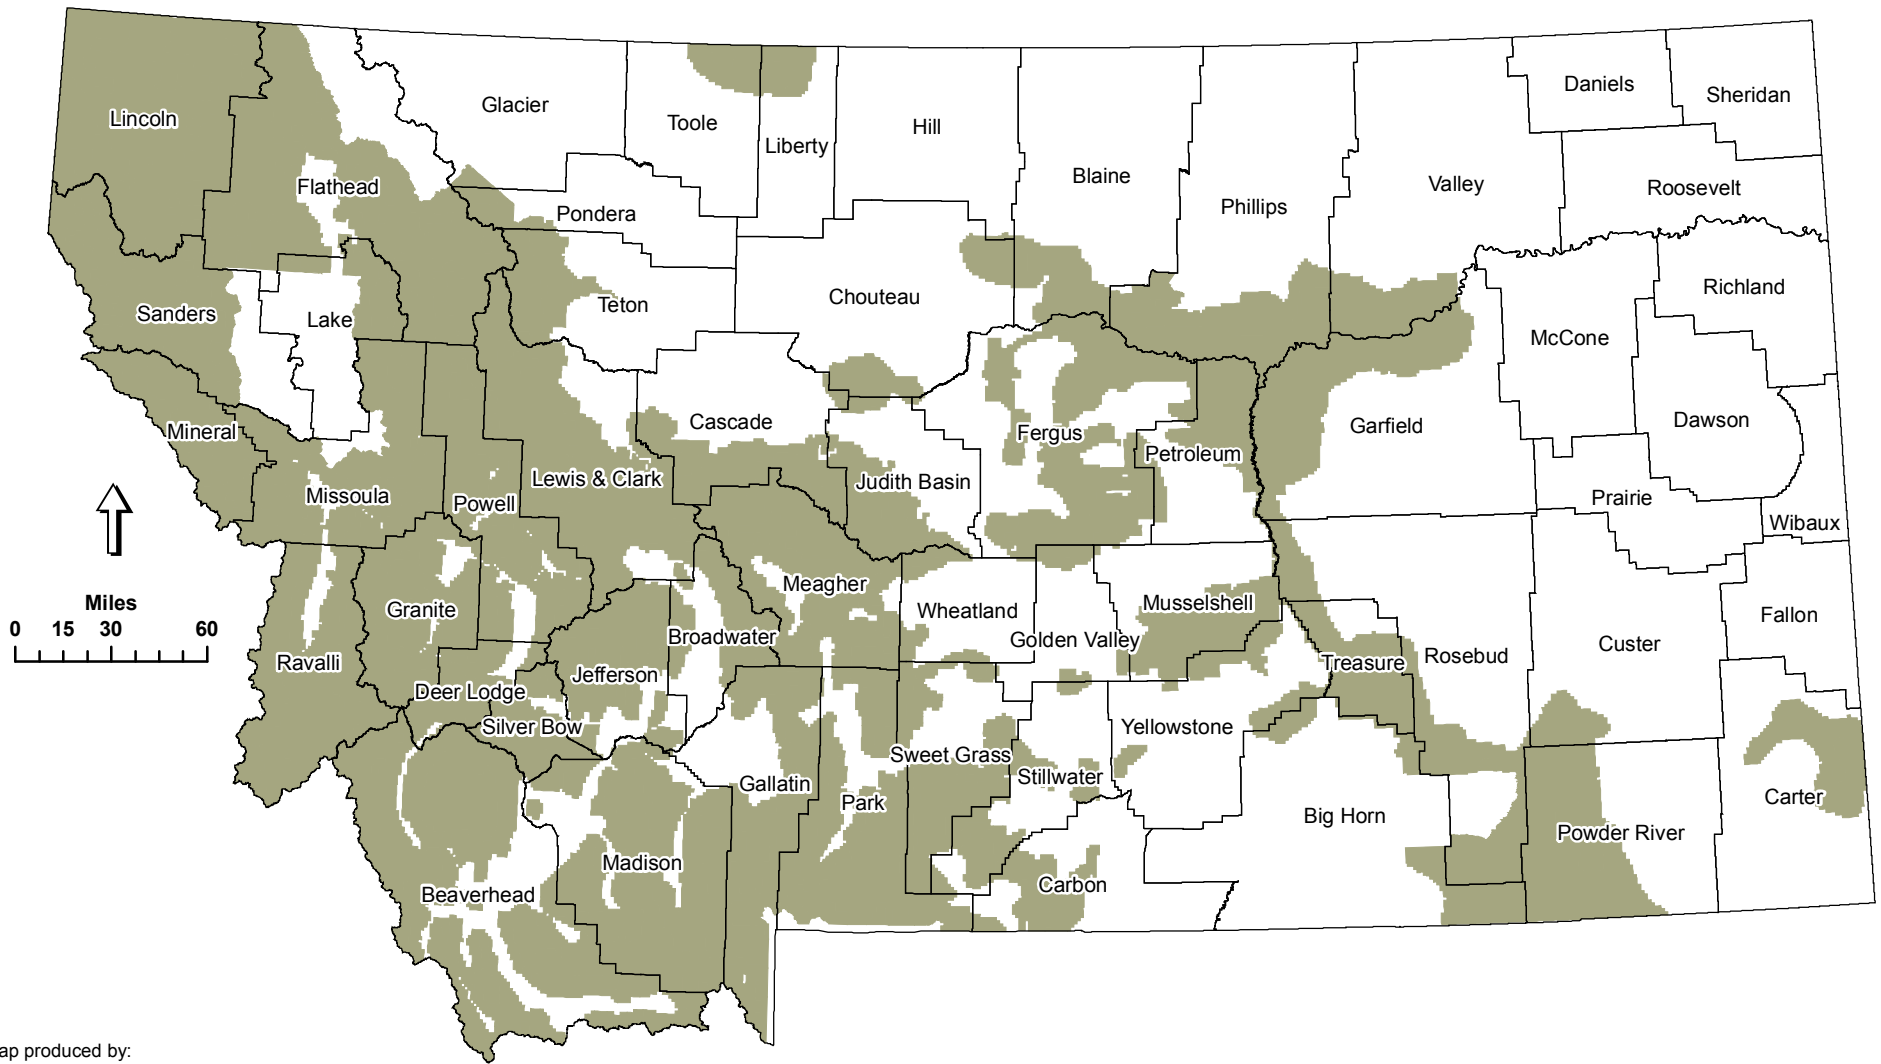 Lincoln
Flathead
Glacier
Toole
Liberty
Hill
Blaine
Phillips
Valley
Daniels
Sheridan
Roosevelt
Pondera
Sanders
Lake
Teton
Chouteau
Richland
McCone
Mineral
Missoula
Powell
Lewis & Clark
Cascade
Judith Basin
Fergus
Petroleum
Garfield
Dawson
Prairie
Wibaux
Miles
0 15 30 60
Ravalli
Granite
Deer Lodge
Silver Bow
Jefferson
Broadwater
Meagher
Wheatland
Golden Valley
Musselshell
Treasure
Rosebud
Custer
Fallon
Beaverhead
Madison
Gallatin
Park
Sweet Grass
Stillwater
Yellowstone
Carbon
Big Horn
Powder River
Carter
ap produced by: